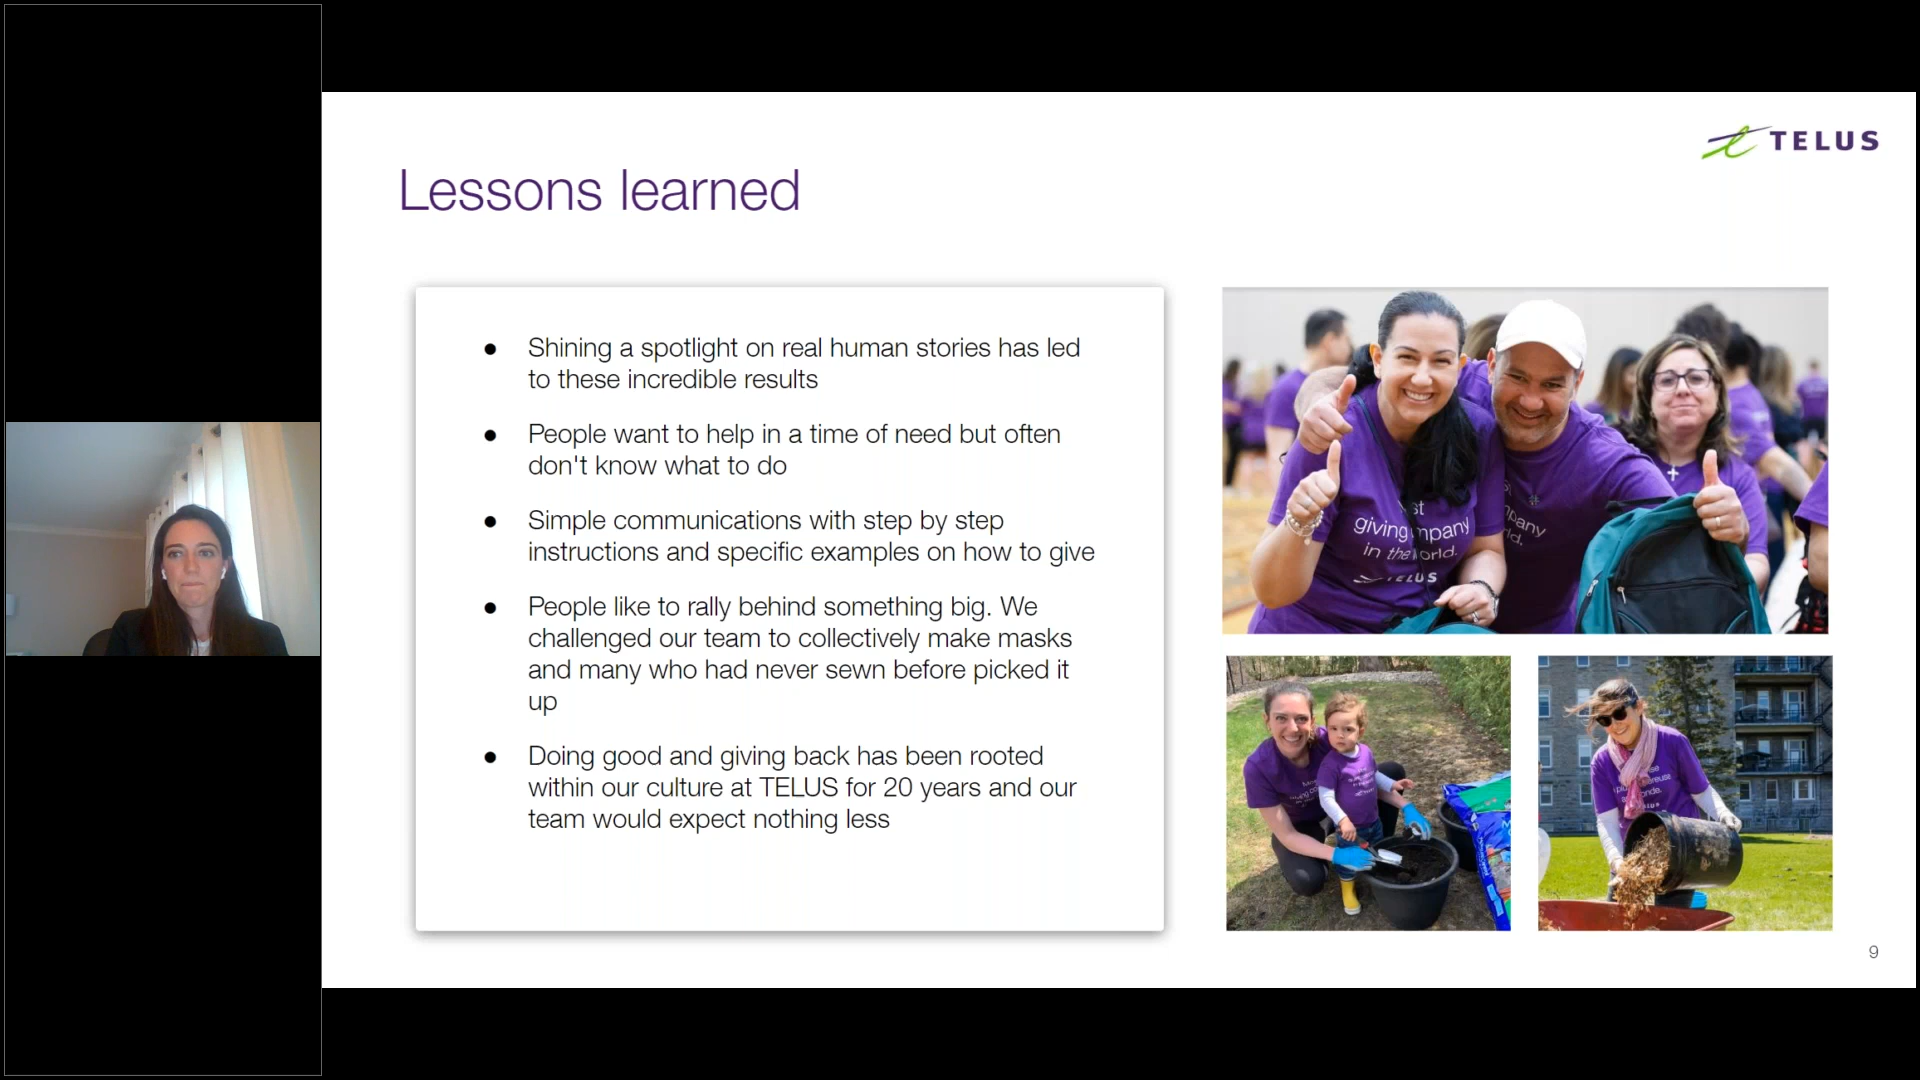 TELUS
Lessons learned
● Shining a spotlight on real human stories has led
to these incredible results
● People want to help in a time of need but often
don't know what to do
● Simple communications with step by step
instructions and specific examples on how to give
● People like to rally behind something big. We
challenged our team to collectively make masks
and many who had never sewn before picked it
up
● Doing good and giving back has been rooted
within our culture at TELUS for 20 years and our
team would expect nothing less
giving
in the
TELUS
9